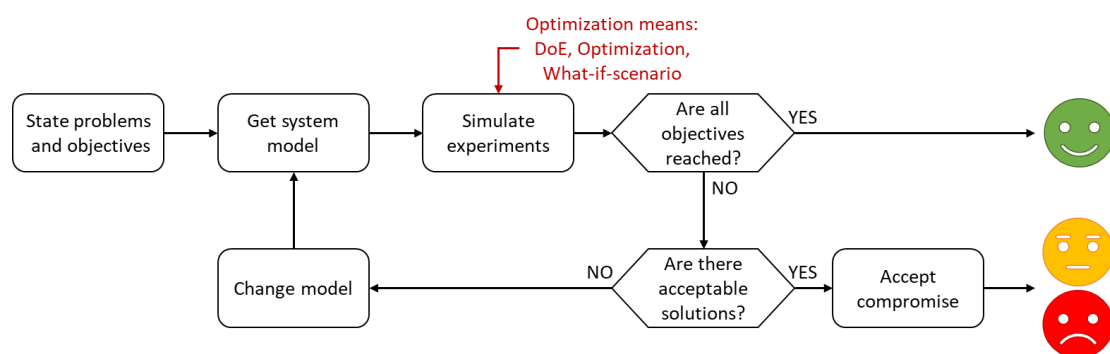 Optimization means:
DoE, Optimization,
What-if-scenario
State problems
and objectives
Get system
model
Simulate
experiments
Are all
objectives
reached?
YES
NO
Change model
NO
Are there
acceptable
solutions?
YES
Accept
compromise